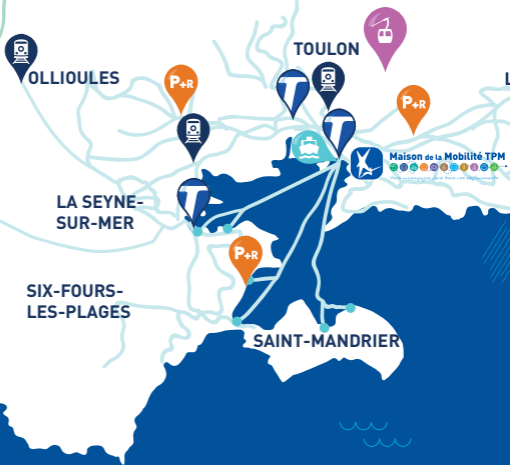 TOULON
OLLIOULES
P+R
P+R
T
T
L
Maison de la Mobilité TPM
LA SEYNE-
SUR-MER
T
P+R
SIX-FOURS-
LES-PLAGES
SAINT-MANDRIER